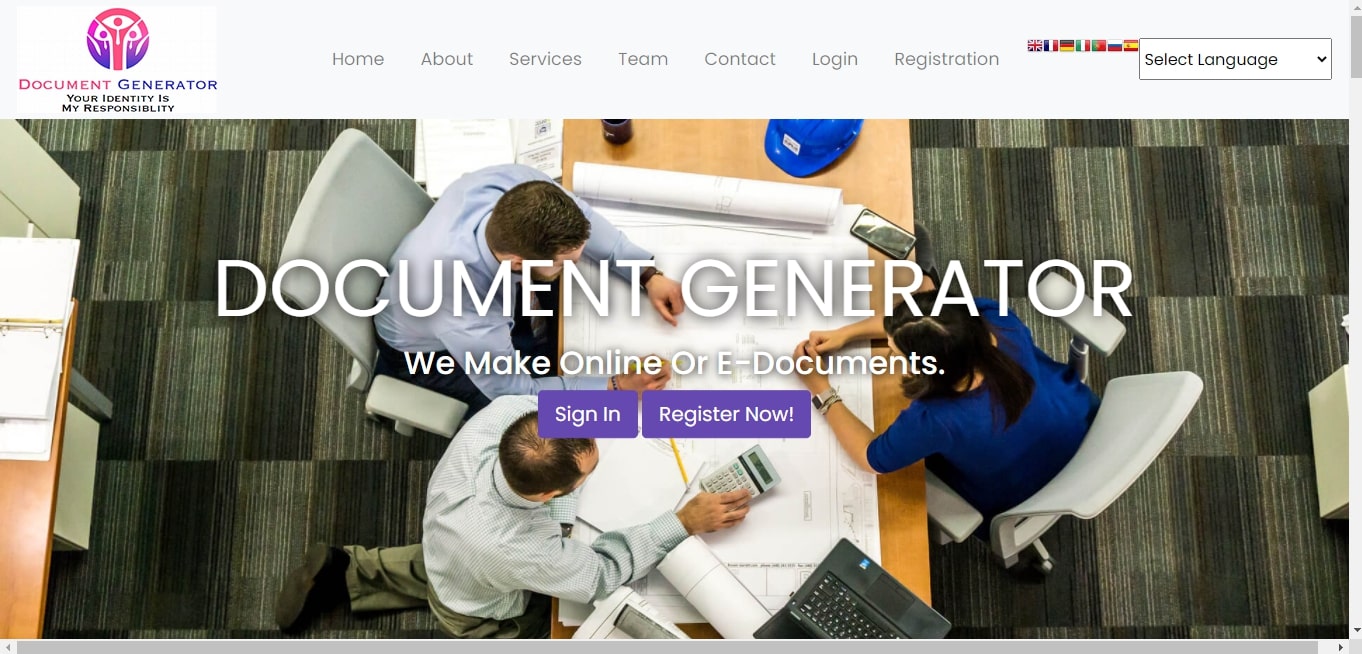 DOCUMENT GENERATOR
YOUR IDENTITY IS
MY RESPONSIBLITY
Home About Services Team Contact Login Registration Select Language
DOCUMENT GENERATOR
We Make Online Or E-Documents.
Sign In Register Now!